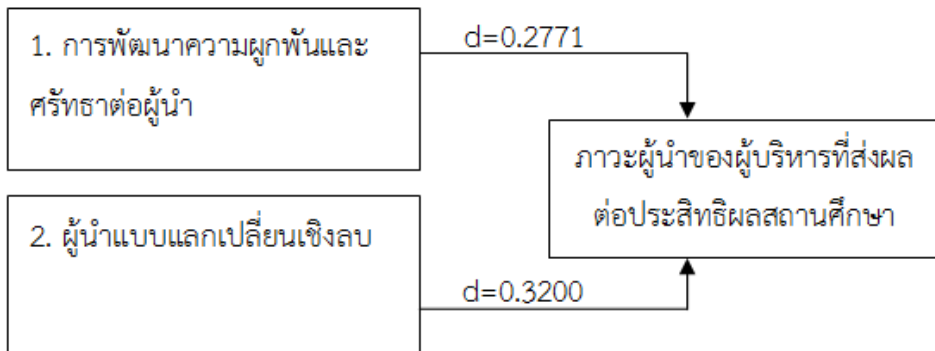 1. การพัฒนาความผูกพันและ
ศรัทธาต่อผู้นำ
d=0.2771
ภาวะผู้นำของผู้บริหารที่ส่งผล
ต่อประสิทธิผลสถานศึกษา
2. ผู้นำแบบแลกเปลี่ยนเชิงลบ
d=0.3200